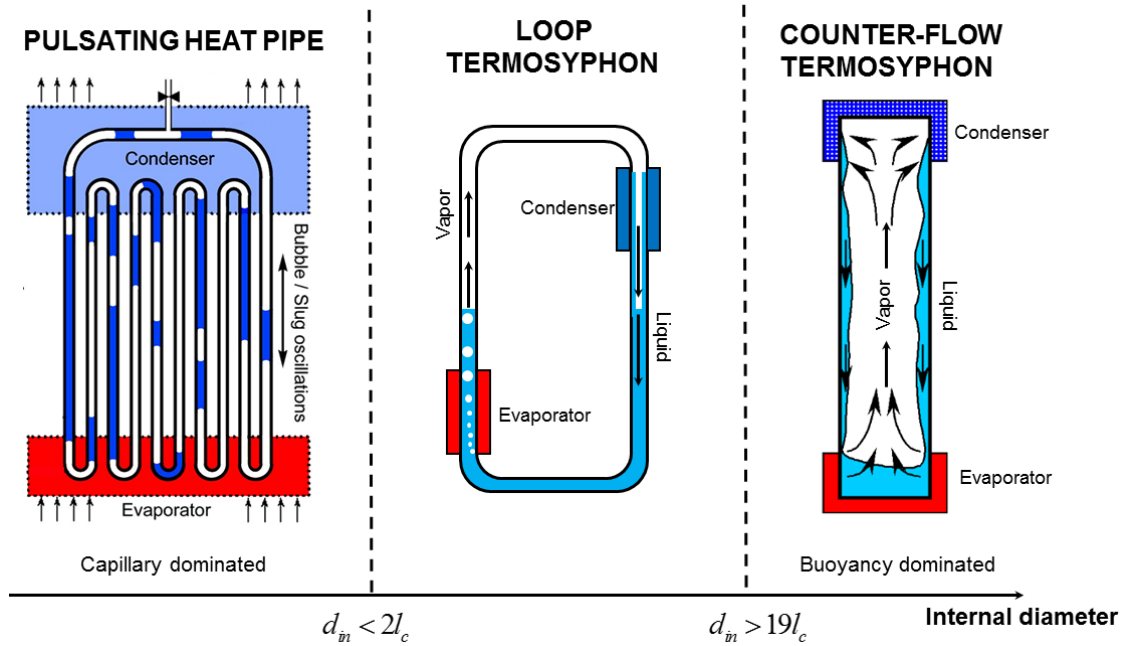 PULSATING HEAT PIPE
Condenser
Bubble / Slug oscillations
Evaporator
Capillary dominated
LOOP
TERMOSYPHON
Vapor
Condenser
Liquid
Evaporator
COUNTER-FLOW
TERMOSYPHON
Condenser
Vapor
Liquid
Evaporator
Buoyancy dominated
Internal diameter
d_in < 2l_c
d_in > 19l_c